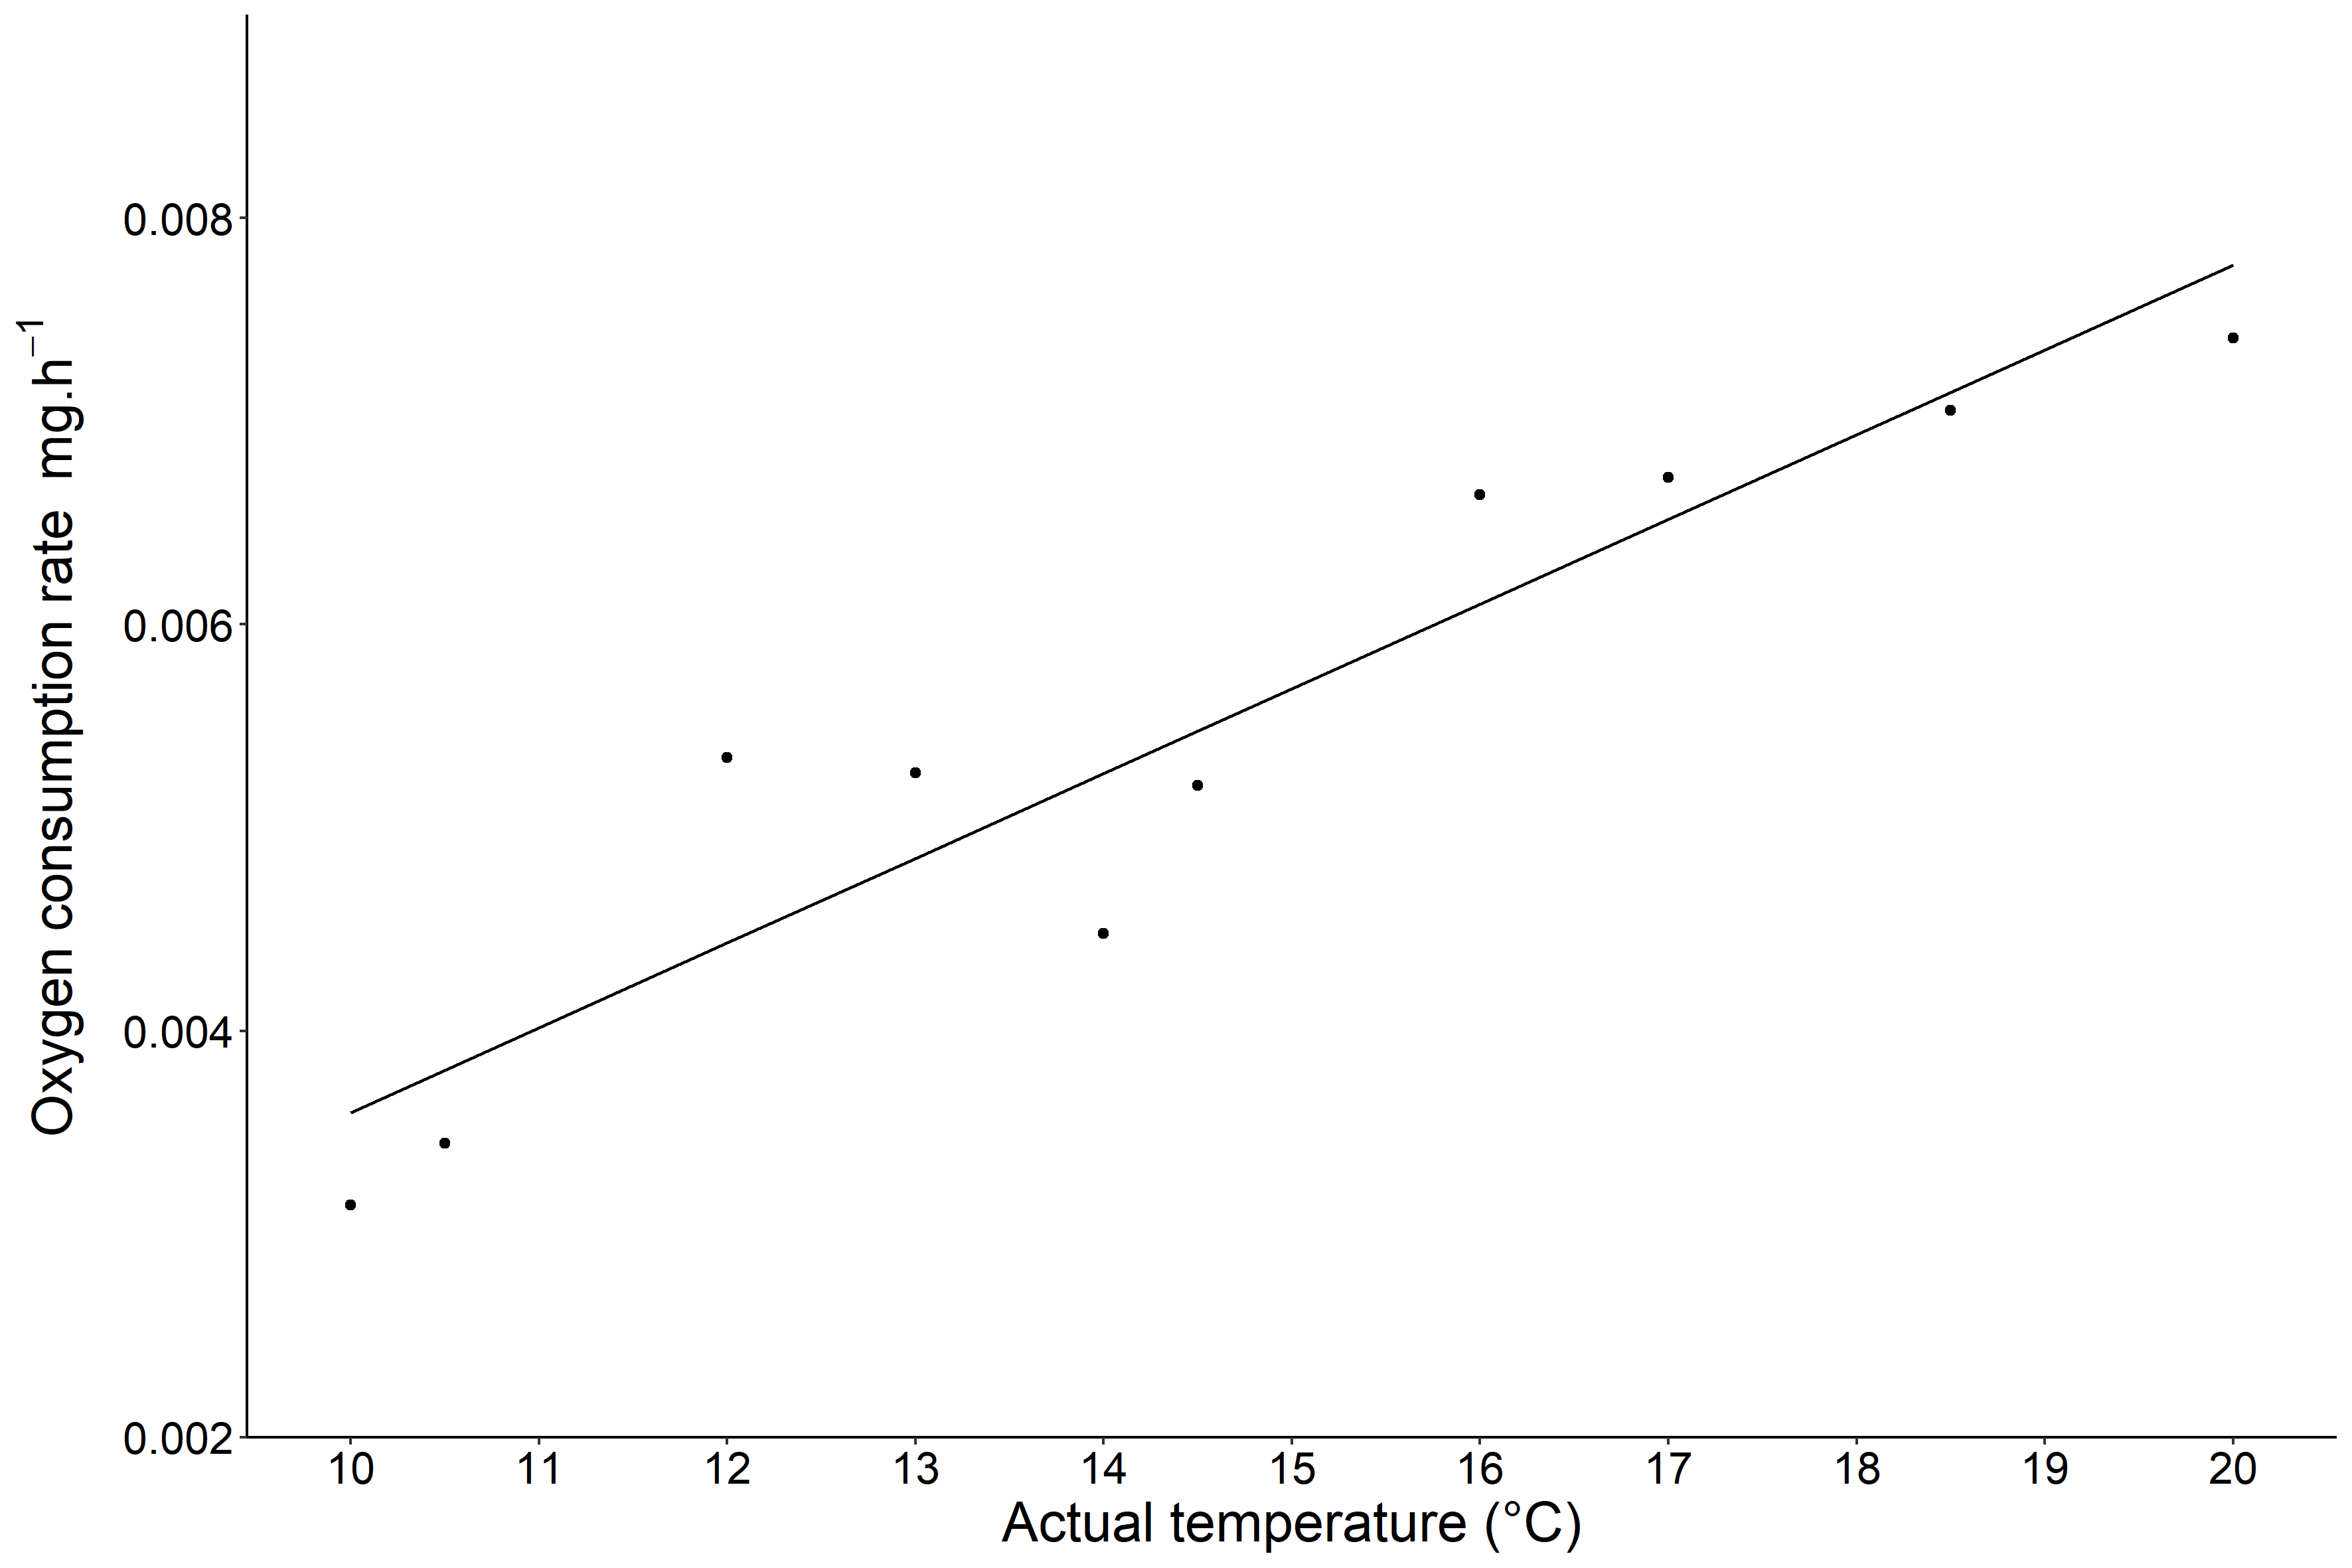 Oxygen consumption rate  mg.h⁻¹
0.008
0.006
0.004
0.002
10 11 12 13 14 15 16 17 18 19 20
Actual temperature (°C)